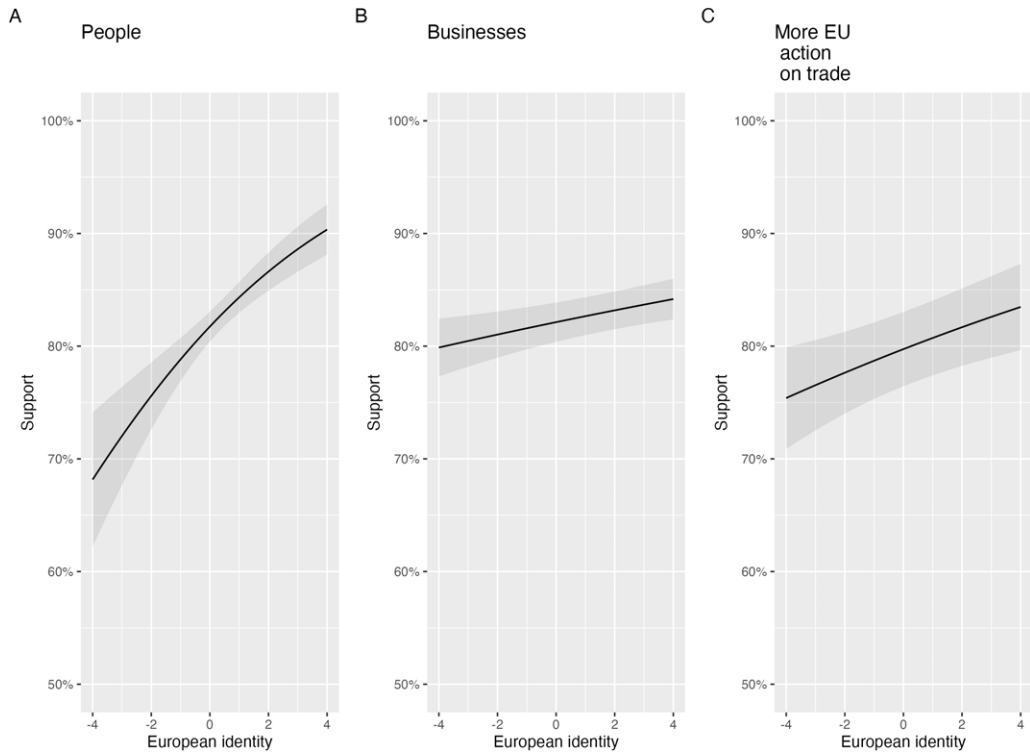 A
People
100%
90%
80%
70%
60%
50%
Support
-4
-2
0
2
4
European identity
B
Businesses
100%
90%
80%
70%
60%
50%
Support
-4
-2
0
2
4
European identity
C
More EU
action
on trade
100%
90%
80%
70%
60%
50%
Support
-4
-2
0
2
4
European identity